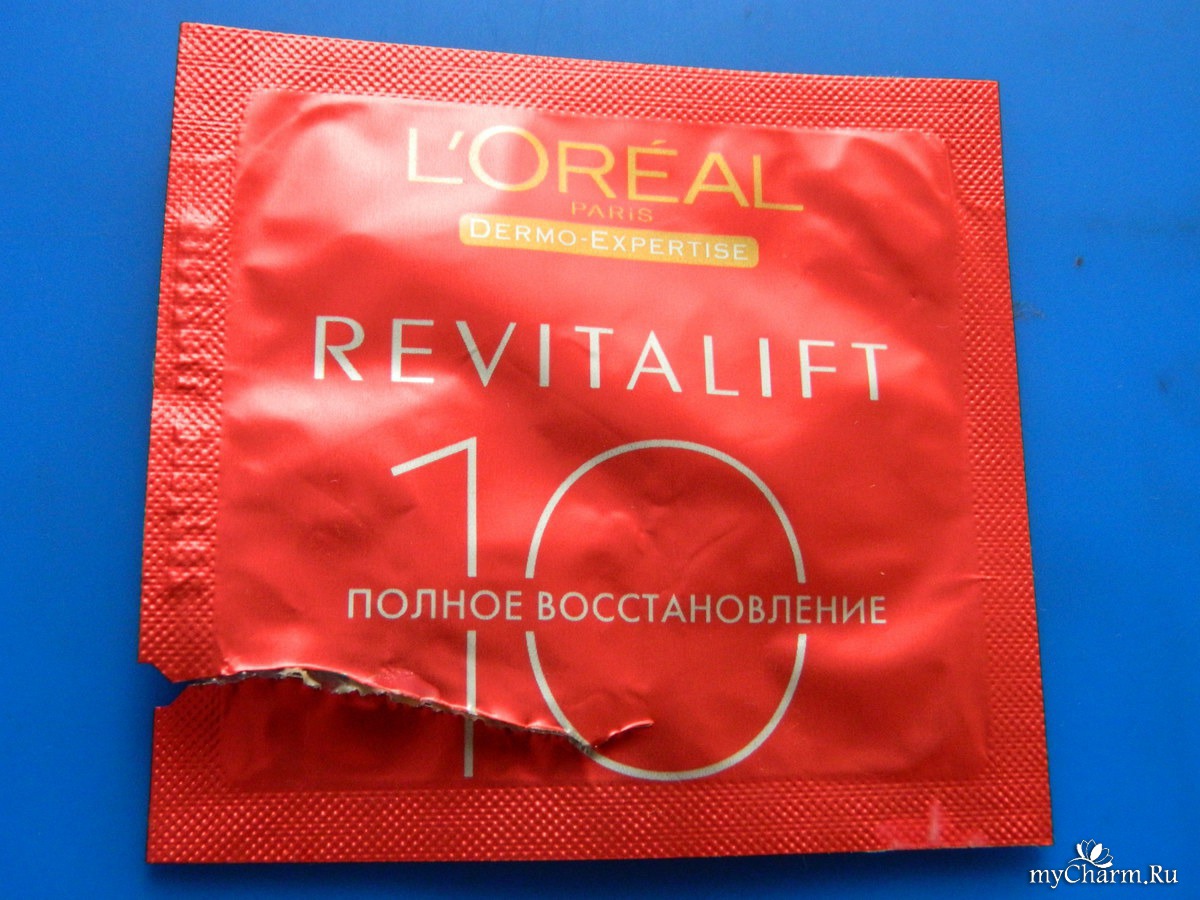 L'ORÉAL
PARIS
DERMO-EXPERTISE
REVITALIFT
10
ПОЛНОЕ ВОССТАНОВЛЕНИЕ
myCharm.Ru